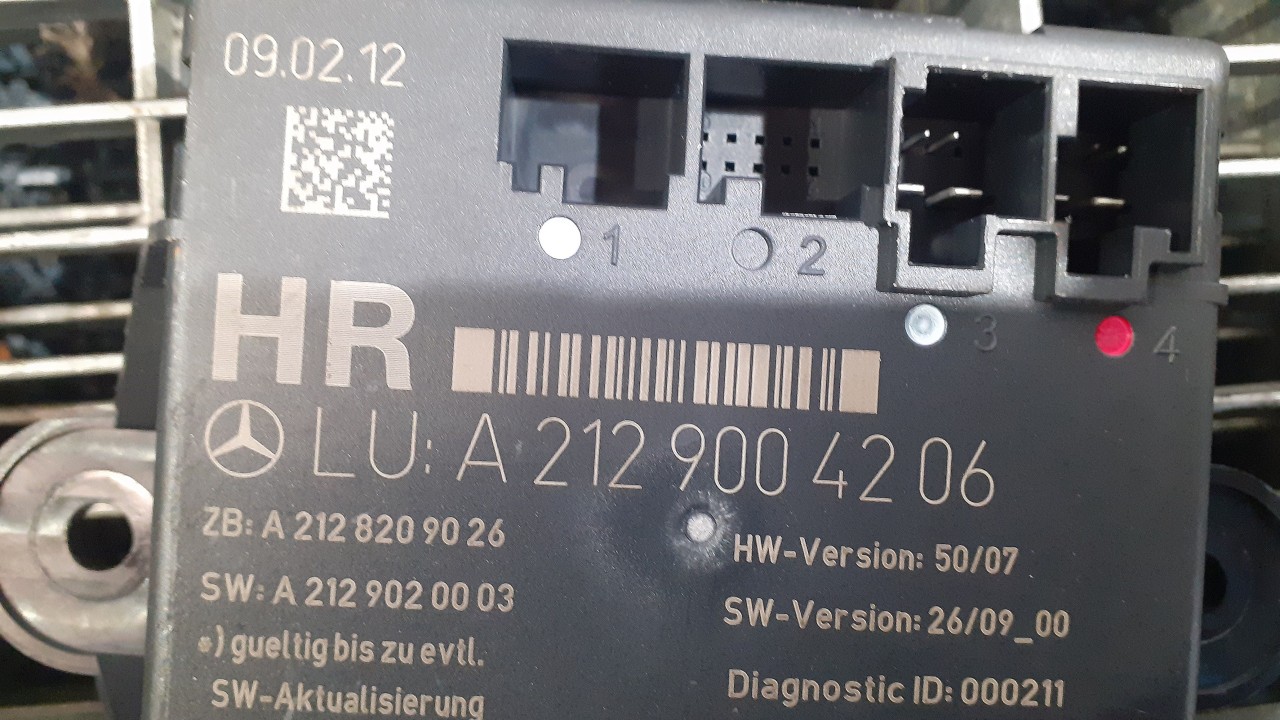 09.02.12
1
2
3
4
HR
LU: A 212 900 42 06
ZB: A 212 820 90 26
HW-Version: 50/07
SW: A 212 902 00 03
SW-Version: 26/09_00
*) gueltig bis zu evtl.
SW-Aktualisierung
Diagnostic ID: 000211